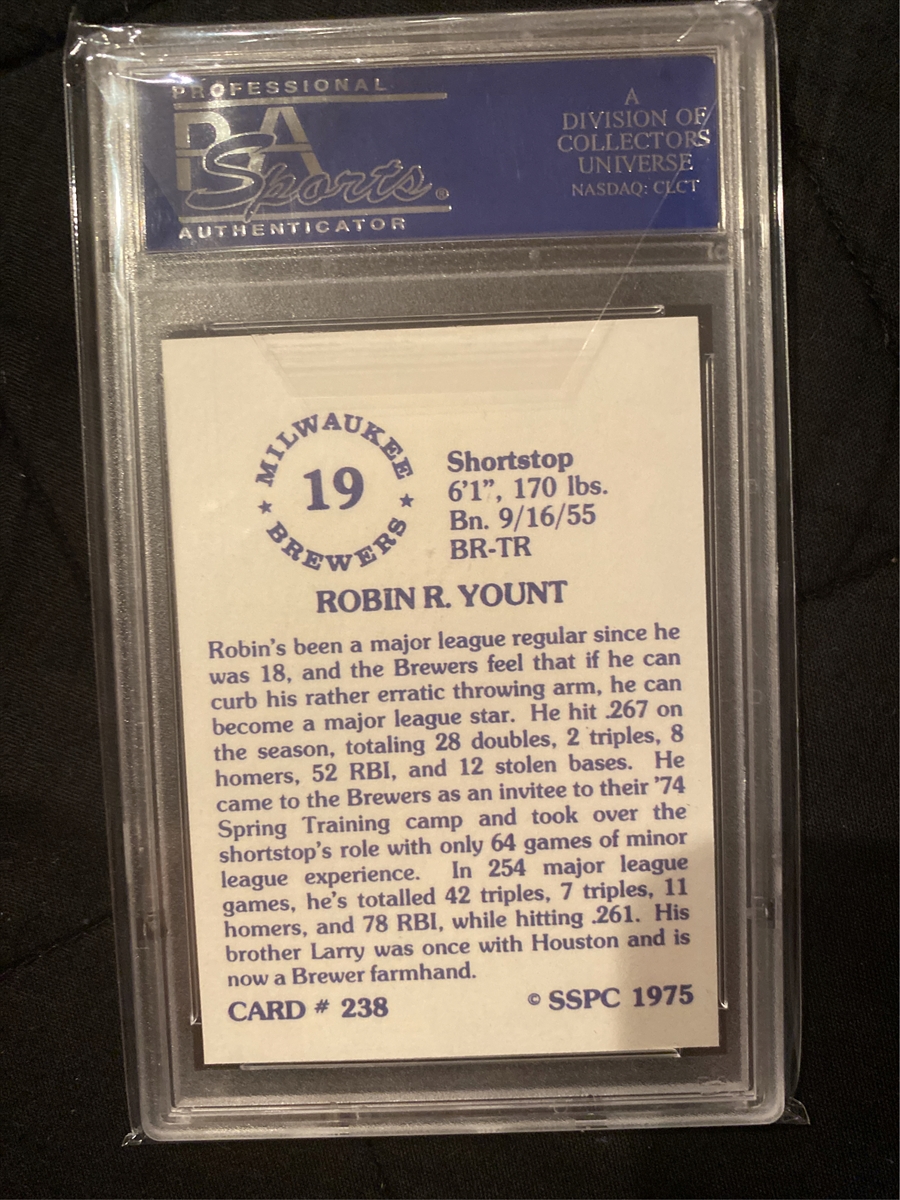 PROFESSIONAL
PSA
Sports®
AUTHENTICATOR
A
DIVISION OF
COLLECTORS
UNIVERSE
NASDAQ: CLCT
MILWAUKEE
19
★ BREWERS ★
Shortstop
6'1", 170 lbs.
Bn. 9/16/55
BR-TR
ROBIN R. YOUNT
Robin's been a major league regular since he
was 18, and the Brewers feel that if he can
curb his rather erratic throwing arm, he can
become a major league star. He hit .267 on
the season, totaling 28 doubles, 2 triples, 8
homers, 52 RBI, and 12 stolen bases. He
came to the Brewers as an invitee to their '74
Spring Training camp and took over the
shortstop's role with only 64 games of minor
league experience. In 254 major league
games, he's totalled 42 triples, 7 triples, 11
homers, and 78 RBI, while hitting .261. His
brother Larry was once with Houston and is
now a Brewer farmhand.
CARD # 238
© SSPC 1975